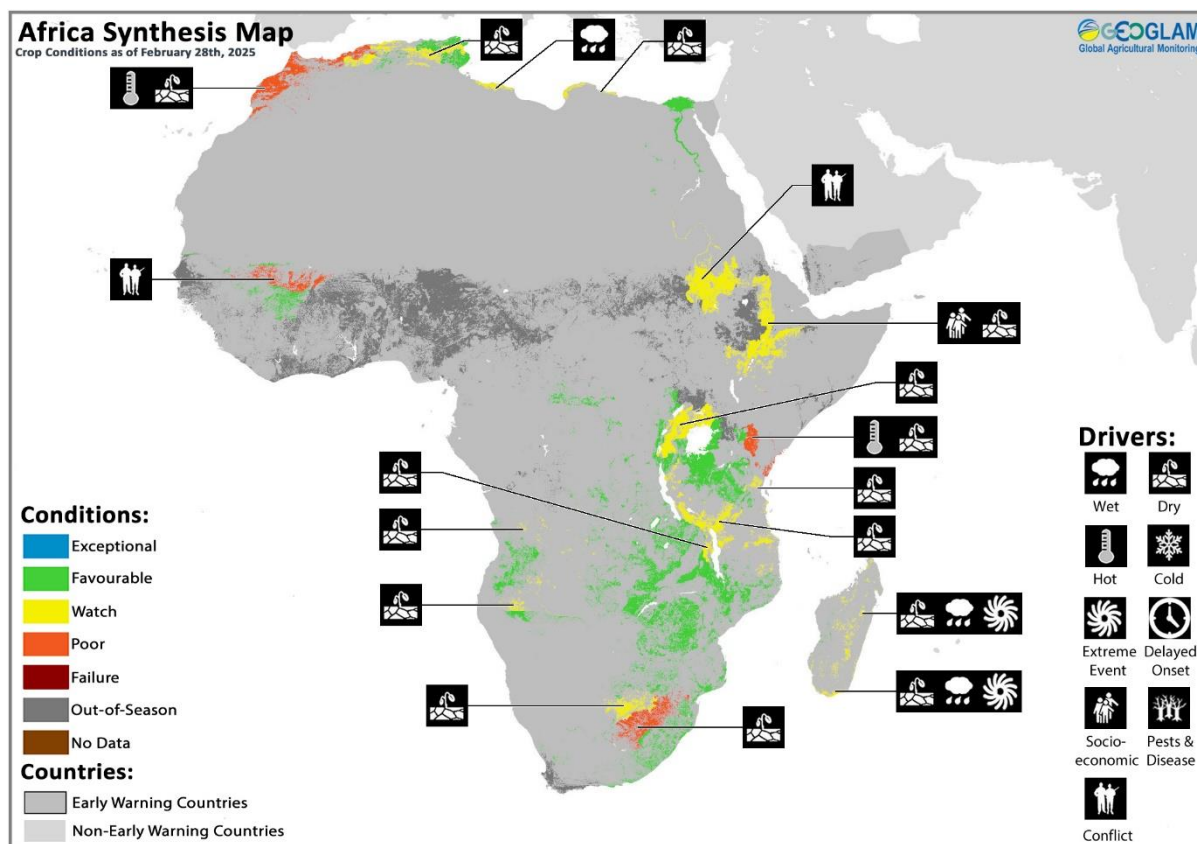 Africa Synthesis Map
Crop Conditions as of February 28th, 2025
GEOGLAM
Global Agricultural Monitoring
Conditions:
Exceptional
Favourable
Watch
Poor
Failure
Out-of-Season
No Data
Countries:
Early Warning Countries
Non-Early Warning Countries
Drivers:
Wet
Dry
Hot
Cold
Extreme
Event
Delayed
Onset
Socio-
economic
Pests &
Disease
Conflict